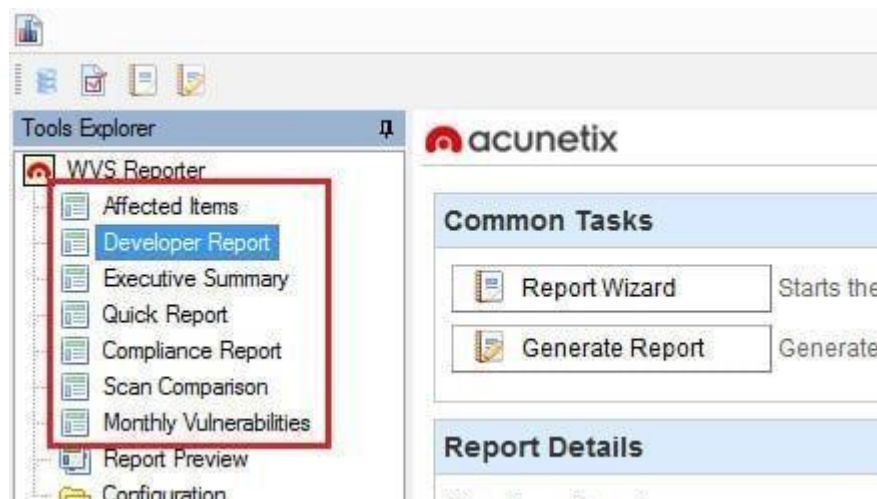 Tools Explorer
WVS Reporter
Affected Items
Developer Report
Executive Summary
Quick Report
Compliance Report
Scan Comparison
Monthly Vulnerabilities
Report Preview
Configuration
acunetix
Common Tasks
Report Wizard Starts the
Generate Report Generate
Report Details